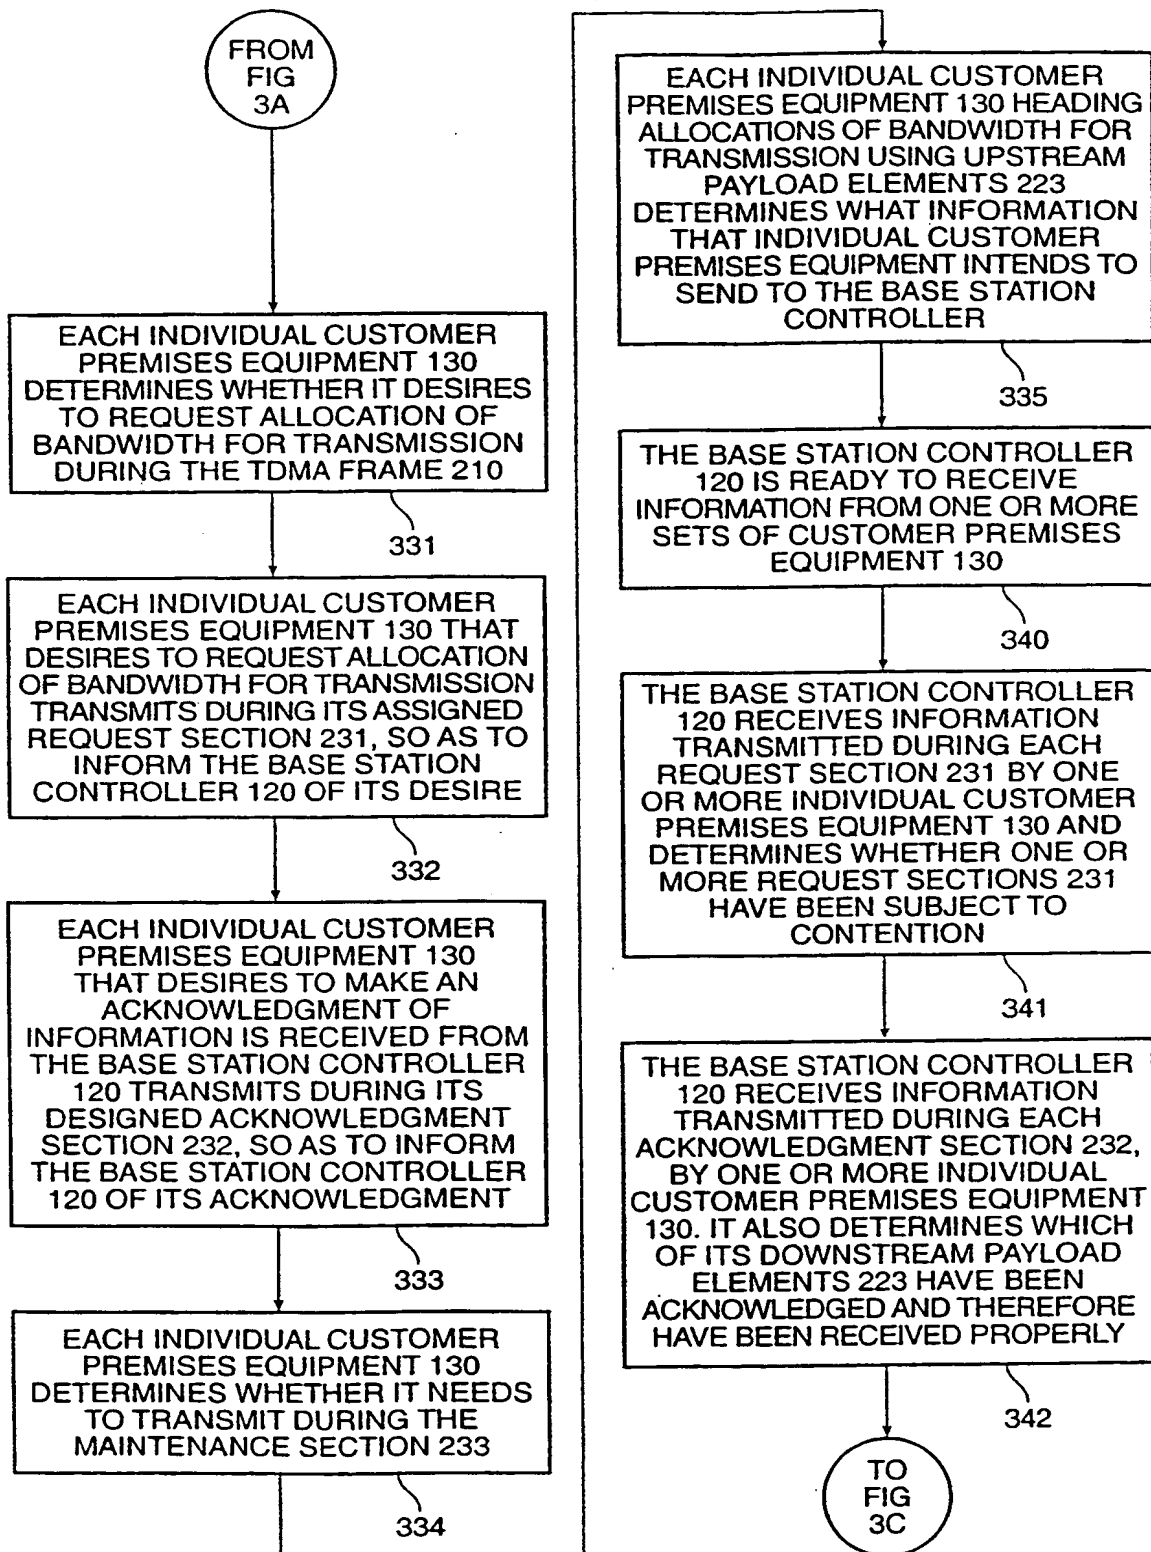 FROM
FIG
3A
EACH INDIVIDUAL CUSTOMER
PREMISES EQUIPMENT 130
DETERMINES WHETHER IT DESIRES
TO REQUEST ALLOCATION OF
BANDWIDTH FOR TRANSMISSION
DURING THE TDMA FRAME 210
331
EACH INDIVIDUAL CUSTOMER
PREMISES EQUIPMENT 130 THAT
DESIRES TO REQUEST ALLOCATION
OF BANDWIDTH FOR TRANSMISSION
TRANSMITS DURING ITS ASSIGNED
REQUEST SECTION 231, SO AS TO
INFORM THE BASE STATION
CONTROLLER 120 OF ITS DESIRE
332
EACH INDIVIDUAL CUSTOMER
PREMISES EQUIPMENT 130
THAT DESIRES TO MAKE AN
ACKNOWLEDGMENT OF
INFORMATION IS RECEIVED FROM
THE BASE STATION CONTROLLER
120 TRANSMITS DURING ITS
DESIGNED ACKNOWLEDGMENT
SECTION 232, SO AS TO INFORM
THE BASE STATION CONTROLLER
120 OF ITS ACKNOWLEDGMENT
333
EACH INDIVIDUAL CUSTOMER
PREMISES EQUIPMENT 130
DETERMINES WHETHER IT NEEDS
TO TRANSMIT DURING THE
MAINTENANCE SECTION 233
334
EACH INDIVIDUAL CUSTOMER
PREMISES EQUIPMENT 130 HEADING
ALLOCATIONS OF BANDWIDTH FOR
TRANSMISSION USING UPSTREAM
PAYLOAD ELEMENTS 223
DETERMINES WHAT INFORMATION
THAT INDIVIDUAL CUSTOMER
PREMISES EQUIPMENT INTENDS TO
SEND TO THE BASE STATION
CONTROLLER
335
THE BASE STATION CONTROLLER
120 IS READY TO RECEIVE
INFORMATION FROM ONE OR MORE
SETS OF CUSTOMER PREMISES
EQUIPMENT 130
340
THE BASE STATION CONTROLLER
120 RECEIVES INFORMATION
TRANSMITTED DURING EACH
REQUEST SECTION 231 BY ONE
OR MORE INDIVIDUAL CUSTOMER
PREMISES EQUIPMENT 130 AND
DETERMINES WHETHER ONE OR
MORE REQUEST SECTIONS 231
HAVE BEEN SUBJECT TO
CONTENTION
341
THE BASE STATION CONTROLLER
120 RECEIVES INFORMATION
TRANSMITTED DURING EACH
ACKNOWLEDGMENT SECTION 232,
BY ONE OR MORE INDIVIDUAL
CUSTOMER PREMISES EQUIPMENT
130. IT ALSO DETERMINES WHICH
OF ITS DOWNSTREAM PAYLOAD
ELEMENTS 223 HAVE BEEN
ACKNOWLEDGED AND THEREFORE
HAVE BEEN RECEIVED PROPERLY
342
TO
FIG
3C